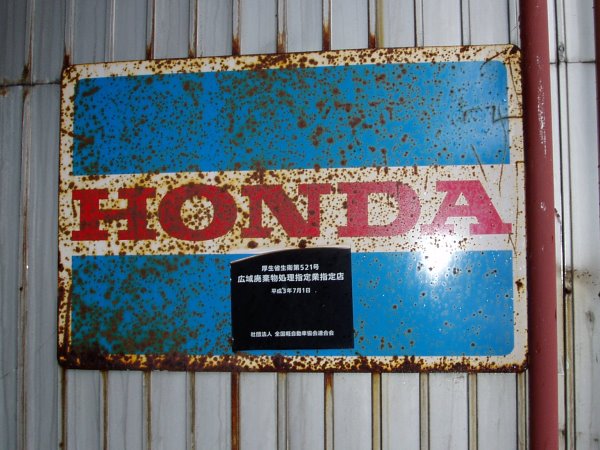 HONDA
厚生省生衛第521号
広域廃棄物処理指定業指定店
平成3年7月1日
社団法人 全国軽自動車協会連合会